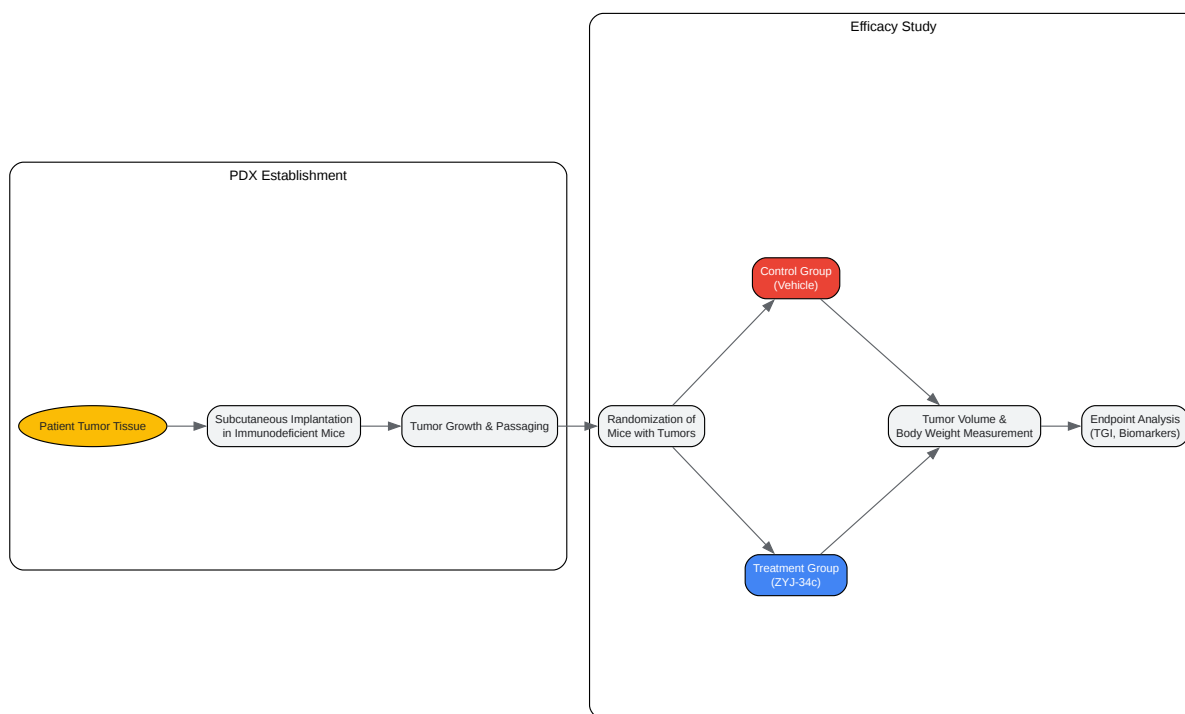 Efficacy Study
PDX Establishment
Patient Tumor Tissue
Subcutaneous Implantation
in Immunodeficient Mice
Tumor Growth & Passaging
Randomization of
Mice with Tumors
Control Group
(Vehicle)
Treatment Group
(ZYJ-34c)
Tumor Volume &
Body Weight Measurement
Endpoint Analysis
(TGI, Biomarkers)